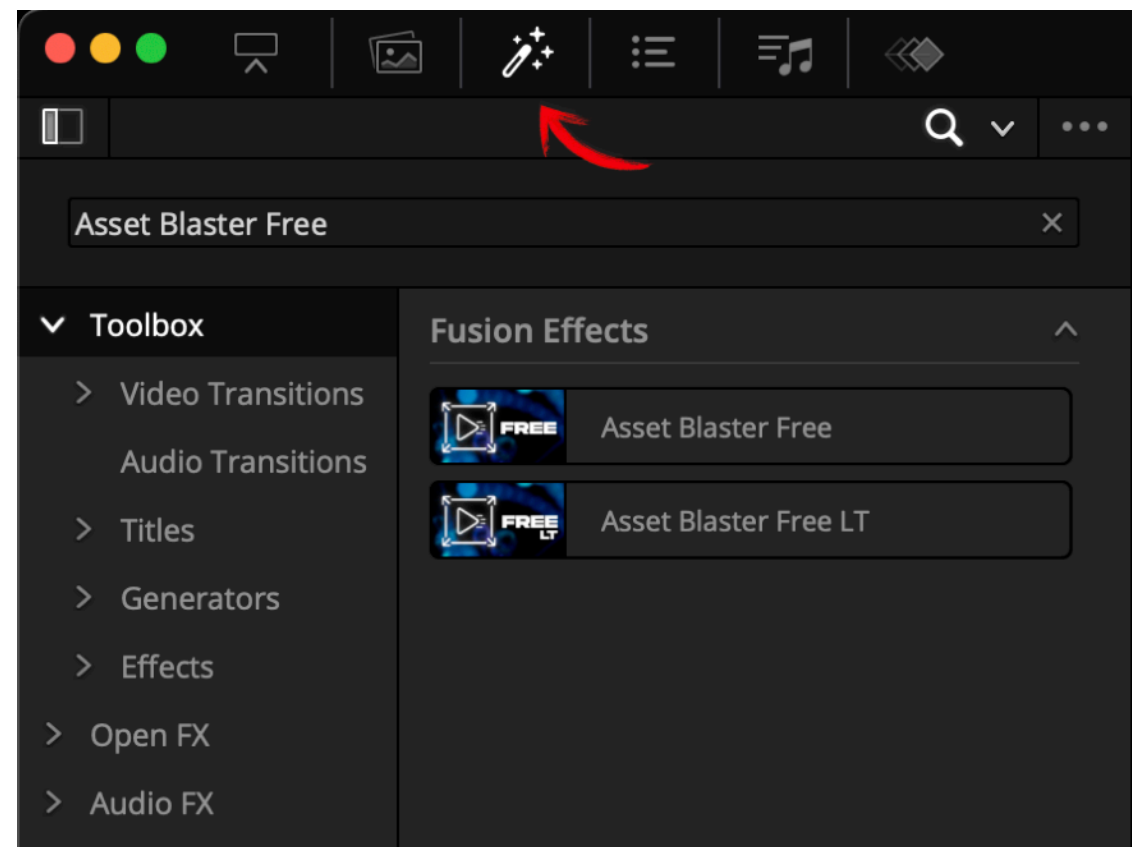 Asset Blaster Free
Toolbox
Fusion Effects
Video Transitions
FREE
Asset Blaster Free
Audio Transitions
Titles
FREE
LT
Asset Blaster Free LT
Generators
Effects
Open FX
Audio FX